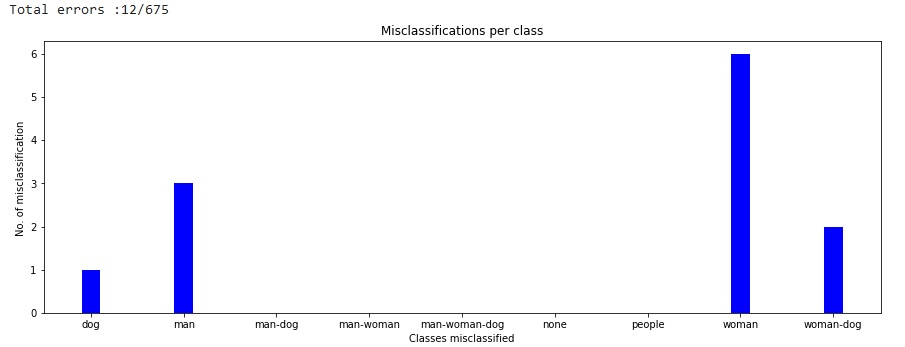 Total errors :12/675
Misclassifications per class
No. of misclassification
6
5
4
3
2
1
0
dog man man-dog man-woman man-woman-dog none people woman woman-dog
Classes misclassified